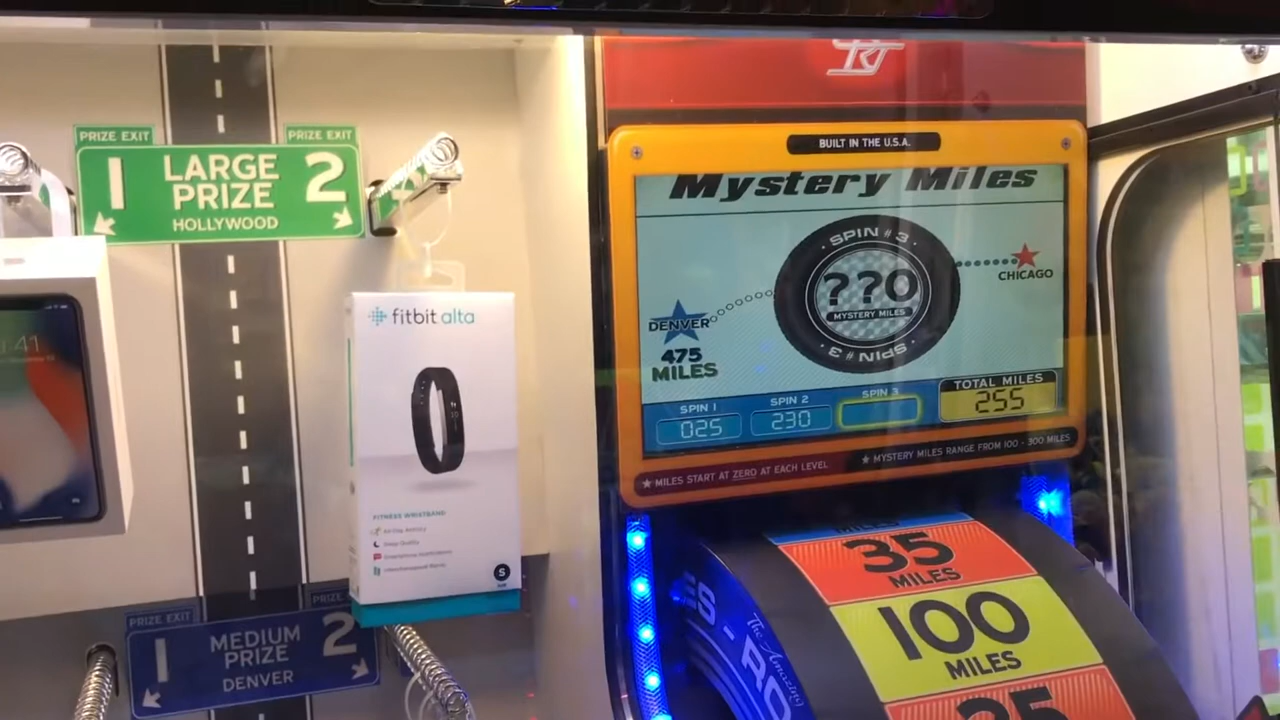 PRIZE EXIT
PRIZE EXIT
1 LARGE PRIZE 2
HOLLYWOOD
fitbit alta
FITNESS WRISTBAND
S
PRIZE EXIT
PRIZE
1 MEDIUM PRIZE 2
DENVER
BUILT IN THE U.S.A.
Mystery Miles
SPIN #3
??0
MYSTERY MILES
SPIN #3
DENVER
475
MILES
CHICAGO
SPIN 1
025
SPIN 2
230
SPIN 3
TOTAL MILES
255
★ MILES START AT ZERO AT EACH LEVEL
★ MYSTERY MILES RANGE FROM 100 - 300 MILES
MILES
35
MILES
100
MILES
The Amazing